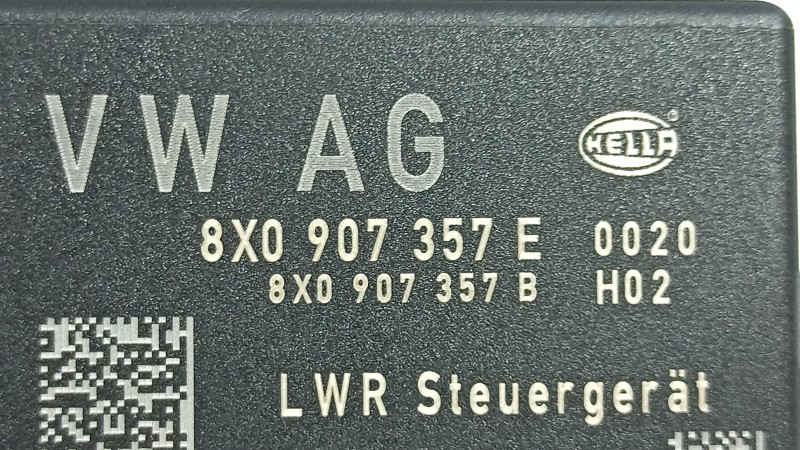 VW AG
HELLA
8X0 907 357 E 0020
8X0 907 357 B H02
LWR Steuergerät